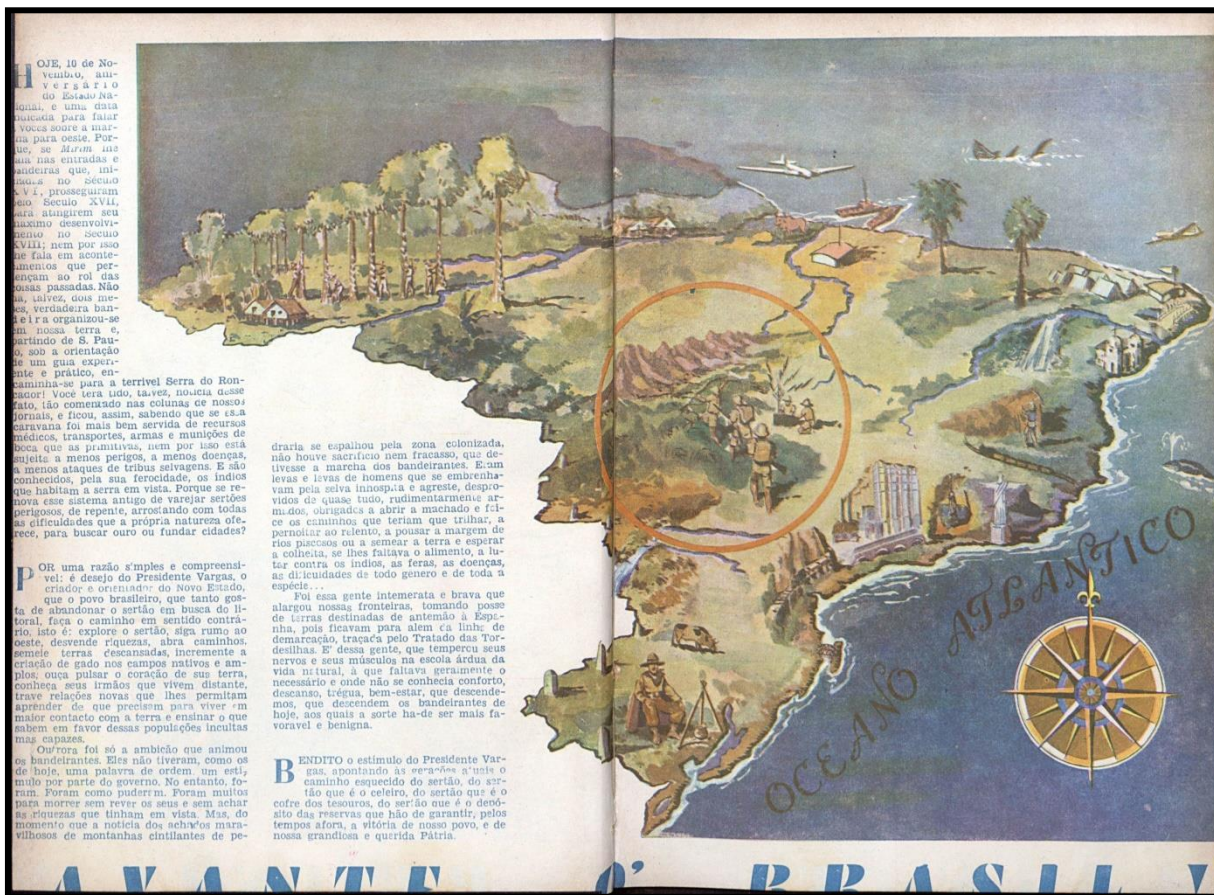 HOJE, 10 de No-
vembro, ani-
versário
do Estado Na-
ional, e uma data
indicada para falar
a voces sobre a mar-
ha para oeste. Por-
que, se Mirim lhe
fala nas entradas e
bandeiras que, ini-
ciadas no Século
XVI, prosseguiram
pelo Seculo XVII,
para atingirem seu
maximo desenvolvi-
mento no Seculo
XVIII; nem por isso
lhe fala em aconte-
cimentos que per-
tençam ao rol das
coisas passadas. Não
há, talvez, dois me-
ses, verdadeira ban-
deira organizou-se
em nossa terra e,
partindo de S. Pau-
lo, sob a orientação
de um guia experi-
ente e prático, en-
caminha-se para a terrivel Serra do Ron-
cador! Você terá tido, talvez, noticia desse
fato, tão comentado nas colunas de nossos
jornais, e ficou, assim, sabendo que se essa
caravana foi mais bem servida de recursos
médicos, transportes, armas e munições de
boca que as primitivas, nem por isso está
sujeita a menos perigos, a menos doenças,
a menos ataques de tribus selvagens. E são
conhecidos, pela sua ferocidade, os indios
que habitam a serra em vista. Porque se re-
nova esse sistema antigo de varejar sertões
perigosos, de repente, arrostando com todas
as dificuldades que a própria natureza ofe-
rece, para buscar ouro ou fundar cidades?
POR uma razão simples e compreensi-
vel: é desejo do Presidente Vargas, o
criador e orientador do Novo Estado,
que o povo brasileiro, que tanto gos-
ta de abandonar o sertão em busca do li-
toral, faça o caminho em sentido contrá-
rio, isto é: explore o sertão, siga rumo ao
oeste, desvende riquezas, abra caminhos,
semeie terras descansadas, incremente a
criação de gado nos campos nativos e am-
plos, ouça pulsar o coração de sua terra,
conheça seus irmãos que vivem distante,
trave relações novas que lhes permitam
aprender de que precisam para viver em
maior contacto com a terra e ensinar o que
sabem em favor dessas populações incultas
mas capazes.
Outrora foi só a ambição que animou
os bandeirantes. Eles não tiveram, como os
de hoje, uma palavra de ordem, um estí-
mulo por parte do governo. No entanto, fo-
ram. Foram como puderam. Foram muitos
para morrer sem rever os seus e sem achar
as riquezas que tinham em vista. Mas, do
momento que a noticia dos achados mara-
vilhosos de montanhas cintilantes de pe-
draria se espalhou pela zona colonizada,
não houve sacrificio nem fracasso, que de-
tivesse a marcha dos bandeirantes. Eram
levas e levas de homens que se embrenha-
vam pela selva inhospita e agreste, despro-
vidos de quase tudo, rudimentarmente ar-
mados, obrigados a abrir a machado e foi-
ce os caminhos que teriam que trilhar, a
pernoitar ao relento, a pousar a margem de
rios piscosos ou a semear a terra e esperar
a colheita, se lhes faltava o alimento, a lu-
tar contra os indios, as feras, as doenças,
as dificuldades de todo genero e de toda a
espécie...
Foi essa gente intemerata e brava que
alargou nossas fronteiras, tomando posse
de terras destinadas de antemão à Espa-
nha, pois ficavam para alem da linha de
demarcação, traçada pelo Tratado das Tor-
desilhas. E' dessa gente, que temperou seus
nervos e seus músculos na escola árdua da
vida natural, à que faltava geralmente o
necessário e onde não se conhecia conforto,
descanso, trégua, bem-estar, que descende-
mos, que descendem os bandeirantes de
hoje, aos quais a sorte ha-de ser mais fa-
voravel e benigna.
BENDITO o estimulo do Presidente Var-
gas, apontando às gerações atuais o
caminho esquecido do sertão, do ser-
tão que é o celeiro, do sertão que é o
cofre dos tesouros, do sertão que é o depó-
sito das reservas que hão de garantir, pelos
tempos afora, a vitória de nosso povo, e de
nossa grandiosa e querida Pátria.
OCEANO ATLANTICO
AVANTE O' BRASIL!